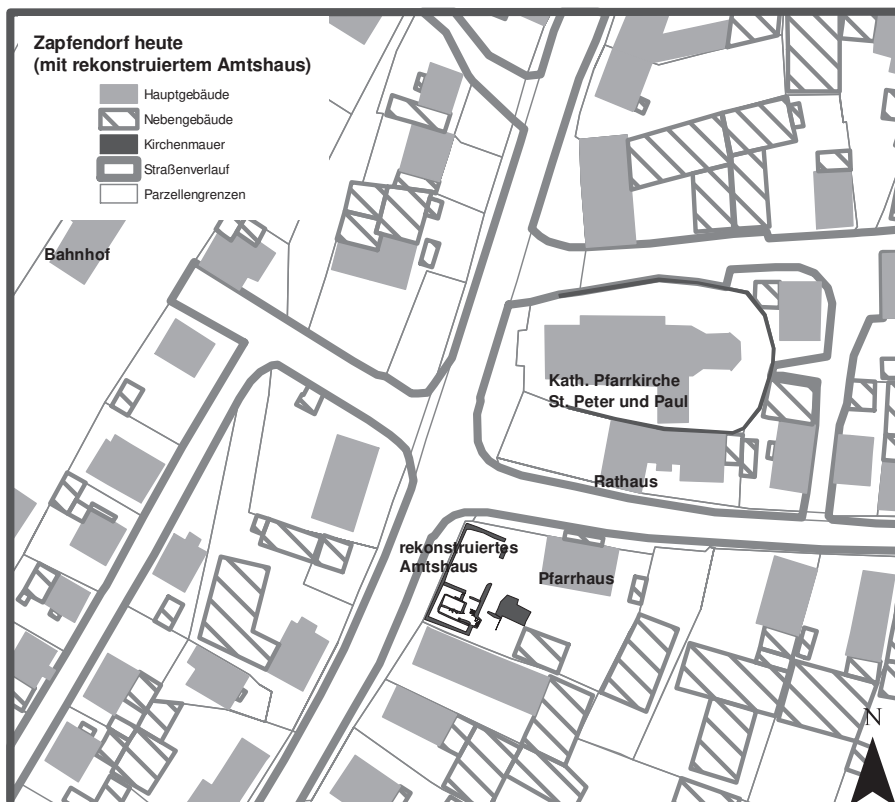 Zapfendorf heute
(mit rekonstruiertem Amtshaus)
Hauptgebäude
Nebengebäude
Kirchenmauer
Straßenverlauf
Parzellengrenzen
Bahnhof
Kath. Pfarrkirche
St. Peter und Paul
Rathaus
rekonstruiertes
Amtshaus
Pfarrhaus
N